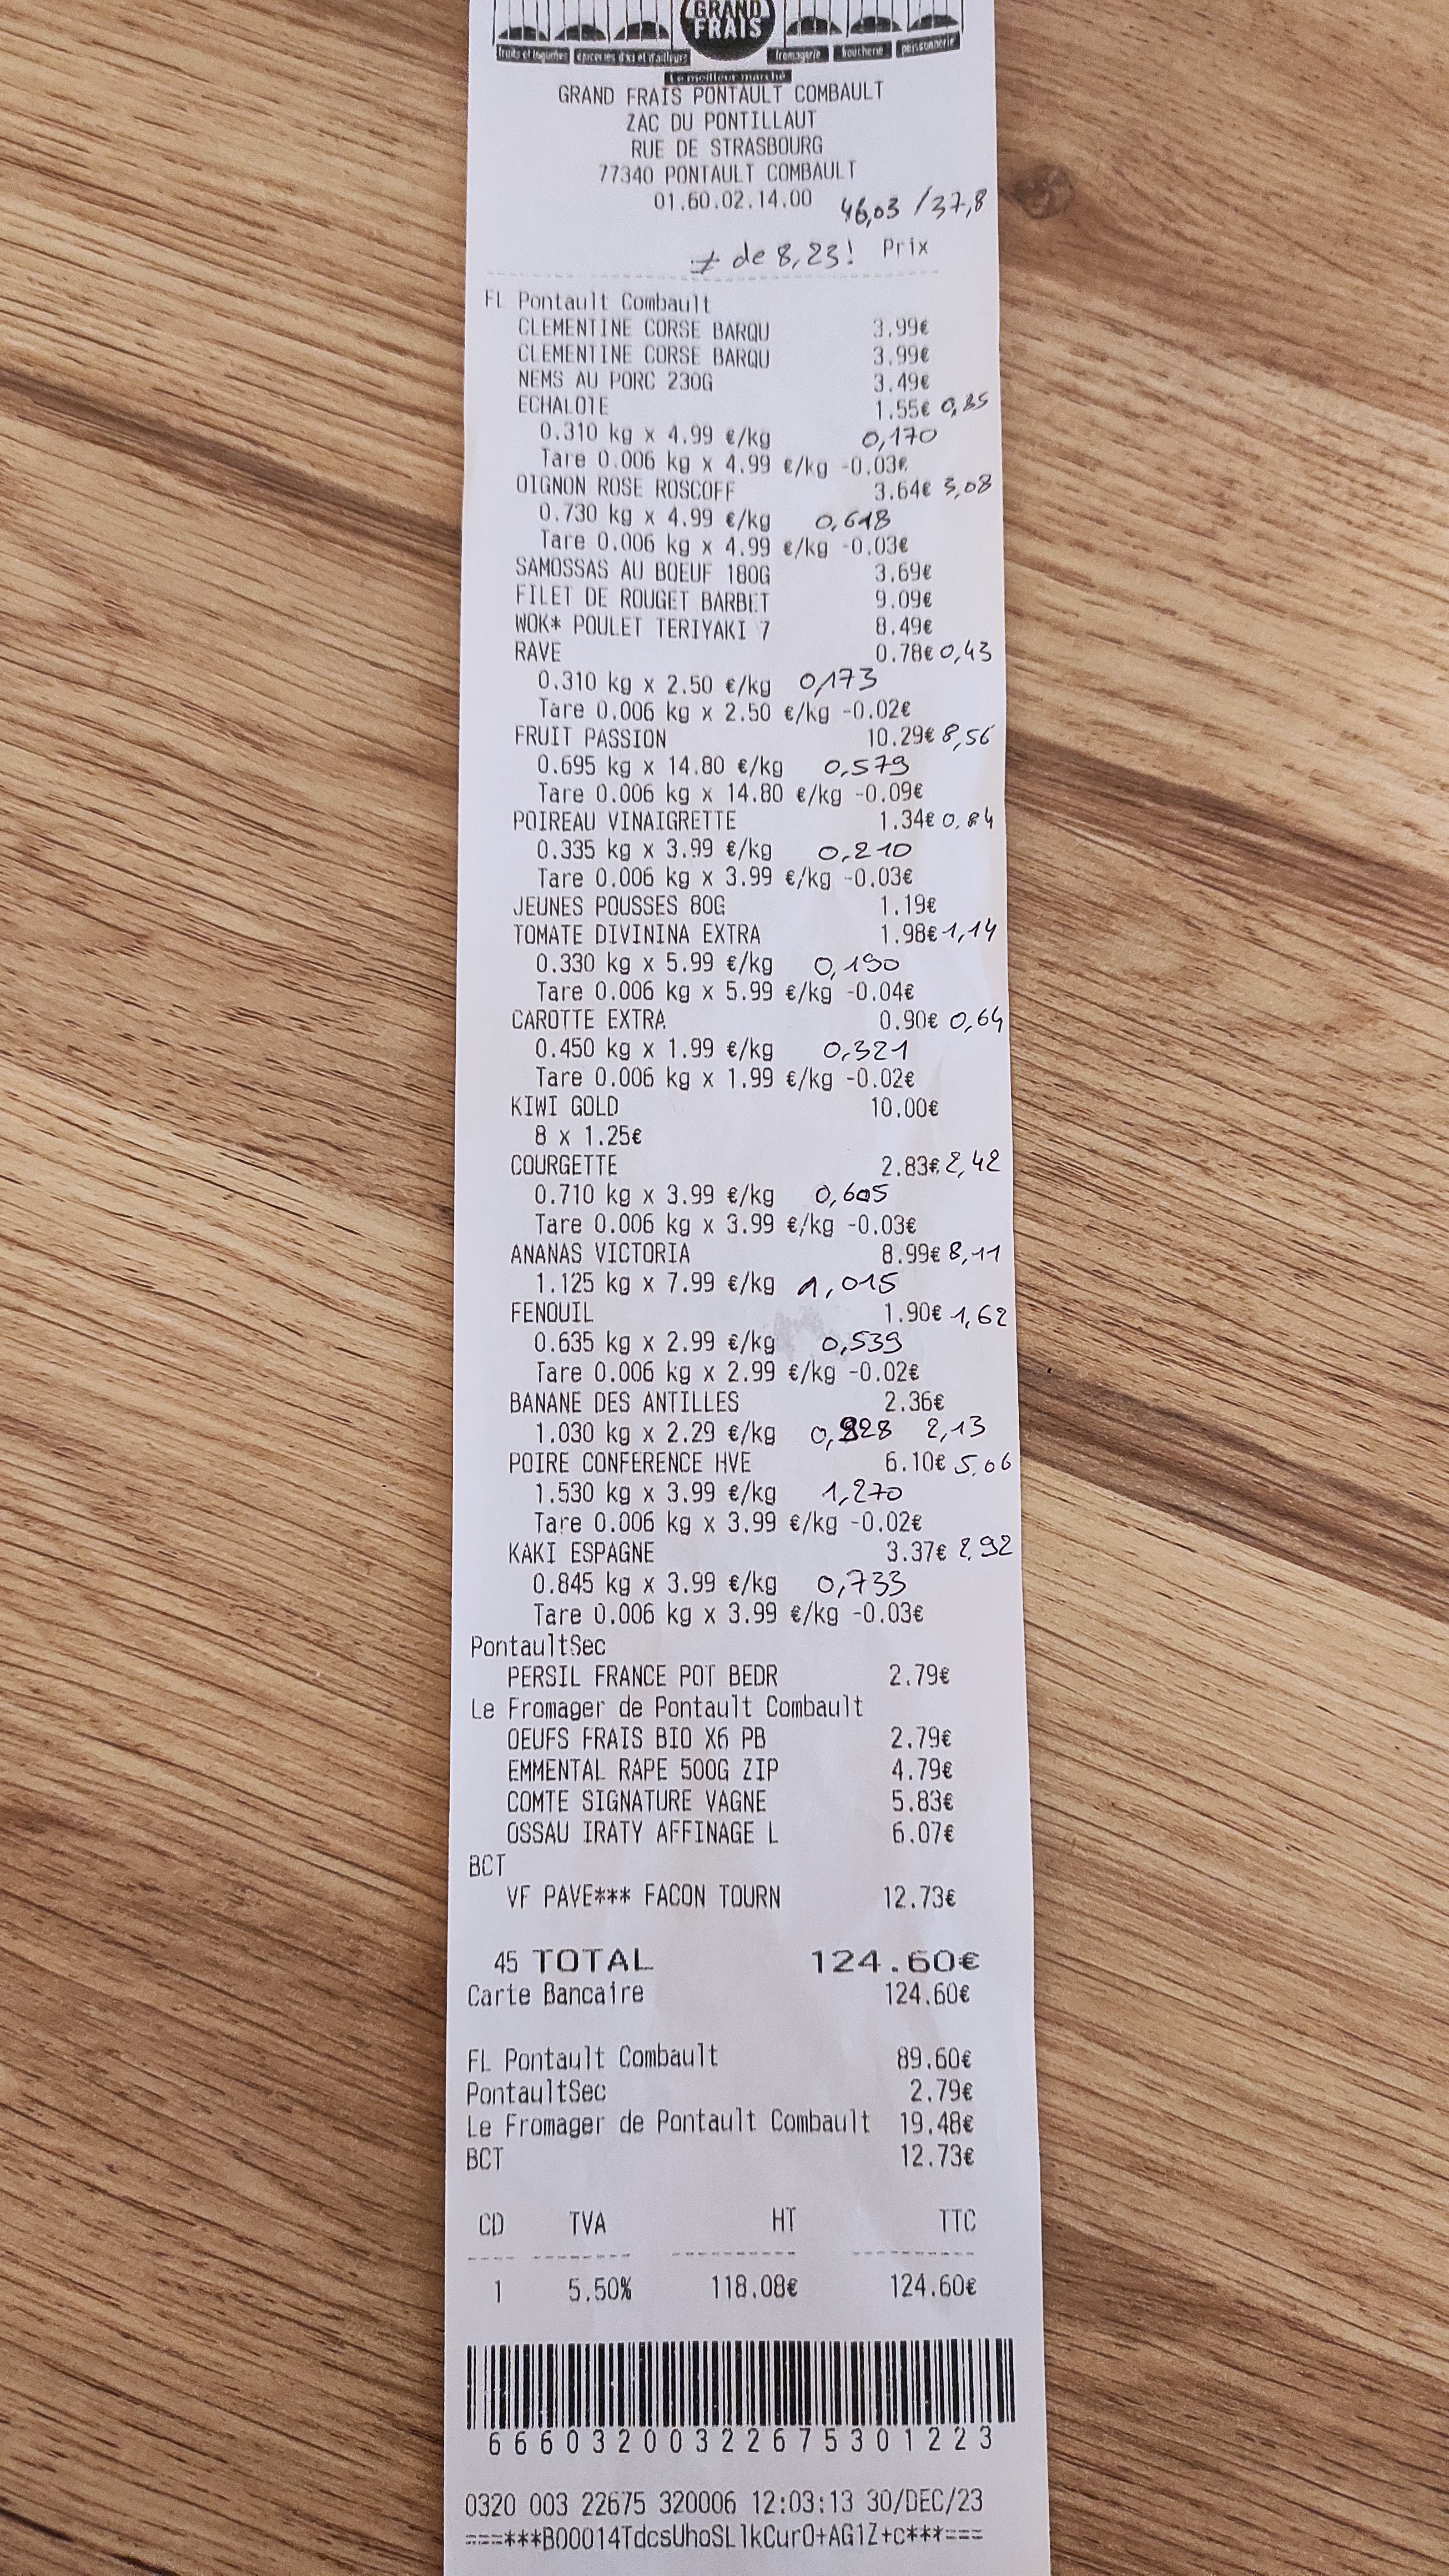 GRAND
FRAIS
fruits et légumes épiceries d'ici et d'ailleurs fromagerie boucherie poissonnerie
Le meilleur marché
GRAND FRAIS PONTAULT COMBAULT
ZAC DU PONTILLAUT
RUE DE STRASBOURG
77340 PONTAULT COMBAULT
01.60.02.14.00 46,03 / 37,8
≠ de 8,23! Prix
FL Pontault Combault
CLEMENTINE CORSE BARQU 3.99€
CLEMENTINE CORSE BARQU 3.99€
NEMS AU PORC 230G 3.49€
ECHALOTE 1.55€ 0,85
0.310 kg x 4.99 €/kg 0,170
Tare 0.006 kg x 4.99 €/kg -0.03€
OIGNON ROSE ROSCOFF 3.64€ 3,08
0.730 kg x 4.99 €/kg 0,618
Tare 0.006 kg x 4.99 €/kg -0.03€
SAMOSSAS AU BOEUF 180G 3.69€
FILET DE ROUGET BARBET 9.09€
WOK* POULET TERIYAKI 7 8.49€
RAVE 0.78€ 0,43
0.310 kg x 2.50 €/kg 0,173
Tare 0.006 kg x 2.50 €/kg -0.02€
FRUIT PASSION 10.29€ 8,56
0.695 kg x 14.80 €/kg 0,579
Tare 0.006 kg x 14.80 €/kg -0.09€
POIREAU VINAIGRETTE 1.34€ 0,84
0.335 kg x 3.99 €/kg 0,210
Tare 0.006 kg x 3.99 €/kg -0.03€
JEUNES POUSSES 80G 1.19€
TOMATE DIVININA EXTRA 1.98€ 1,14
0.330 kg x 5.99 €/kg 0,190
Tare 0.006 kg x 5.99 €/kg -0.04€
CAROTTE EXTRA 0.90€ 0,64
0.450 kg x 1.99 €/kg 0,321
Tare 0.006 kg x 1.99 €/kg -0.02€
KIWI GOLD 10.00€
8 x 1.25€
COURGETTE 2.83€ 2,42
0.710 kg x 3.99 €/kg 0,605
Tare 0.006 kg x 3.99 €/kg -0.03€
ANANAS VICTORIA 8.99€ 8,11
1.125 kg x 7.99 €/kg 1,015
FENOUIL 1.90€ 1,62
0.635 kg x 2.99 €/kg 0,539
Tare 0.006 kg x 2.99 €/kg -0.02€
BANANE DES ANTILLES 2.36€
1.030 kg x 2.29 €/kg 0,928 2,13
POIRE CONFERENCE HVE 6.10€ 5,06
1.530 kg x 3.99 €/kg 1,270
Tare 0.006 kg x 3.99 €/kg -0.02€
KAKI ESPAGNE 3.37€ 2,92
0.845 kg x 3.99 €/kg 0,733
Tare 0.006 kg x 3.99 €/kg -0.03€
PontaultSec
PERSIL FRANCE POT BEDR 2.79€
Le Fromager de Pontault Combault
OEUFS FRAIS BIO X6 PB 2.79€
EMMENTAL RAPE 500G ZIP 4.79€
COMTE SIGNATURE VAGNE 5.83€
OSSAU IRATY AFFINAGE L 6.07€
BCT
VF PAVE*** FACON TOURN 12.73€
45 TOTAL 124.60€
Carte Bancaire 124.60€
FL Pontault Combault 89.60€
PontaultSec 2.79€
Le Fromager de Pontault Combault 19.48€
BCT 12.73€
CD TVA HT TTC
1 5.50% 118.08€ 124.60€
66603200322675301223
0320 003 22675 320006 12:03:13 30/DEC/23
===***B00014TdcsUhoSLlkCurO+AG1Z+c***===